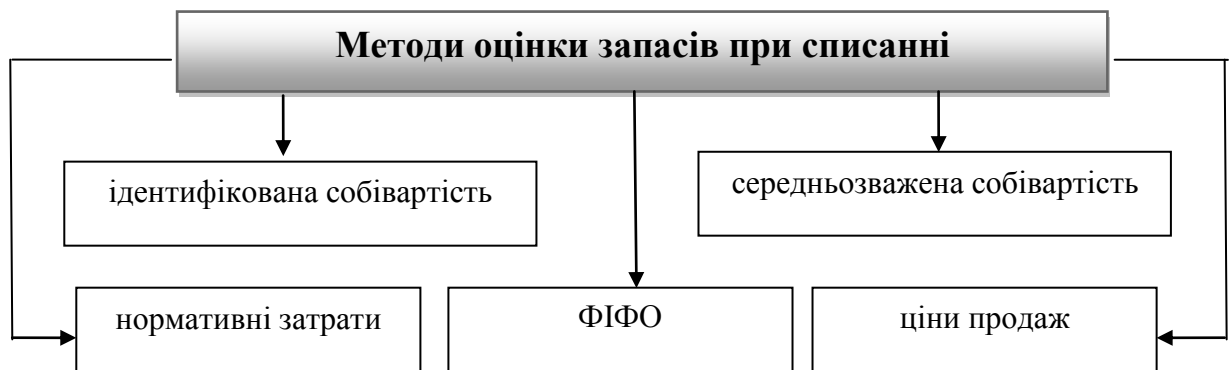 Методи оцінки запасів при списанні
ідентифікована собівартість
середньозважена собівартість
нормативні затрати
ФІФО
ціни продаж